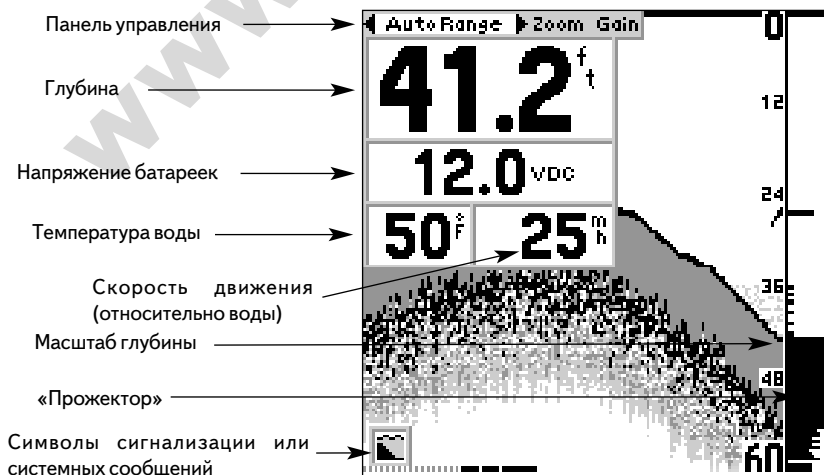 Панель управления
Auto Range Zoom Gain
0
Глубина
41.2 ft
12
Напряжение батареек
12.0 VDC
24
Температура воды
50 °F
25 mh
Скорость движения
(относительно воды)
36
Масштаб глубины
48
«Прожектор»
Символы сигнализации или
системных сообщений
60
www.